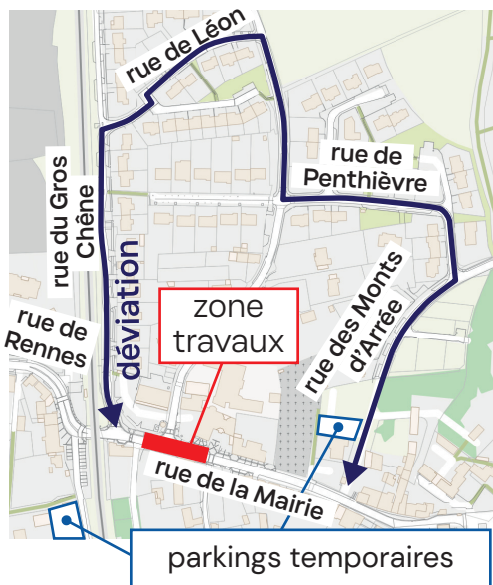 rue de Léon
rue de
Penthièvre
rue du Gros
Chêne
déviation
zone
travaux
rue des Monts
d'Arrée
rue de
Rennes
rue de la Mairie
parkings temporaires